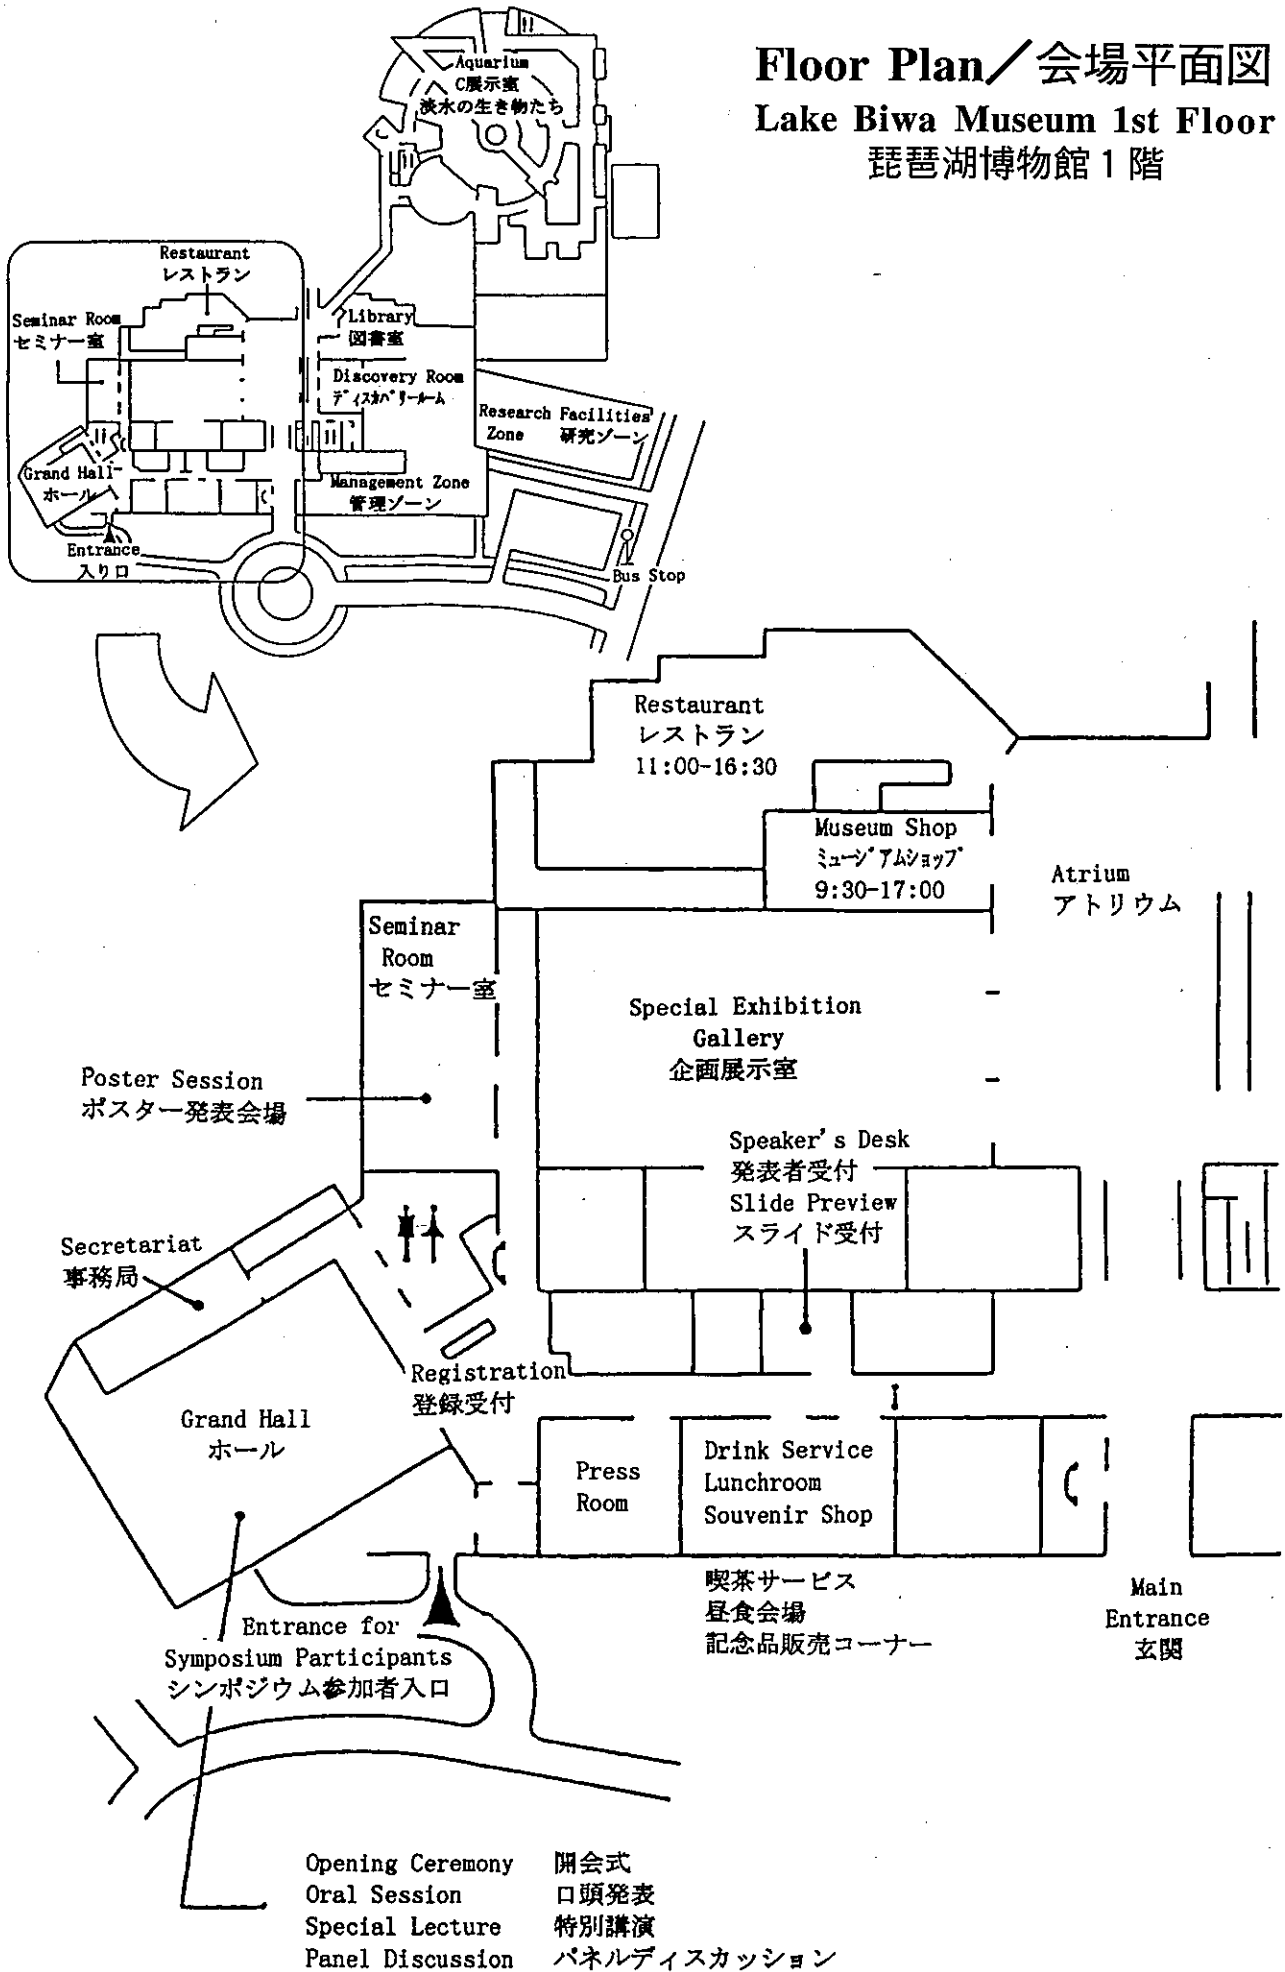 Floor Plan／会場平面図
Lake Biwa Museum 1st Floor
琵琶湖博物館１階
Aquarium
C展示室
淡水の生き物たち
Restaurant
レストラン
Seminar Room
セミナー室
Library
図書室
Discovery Room
ディスカバリールーム
Research Facilities
Zone 研究ゾーン
Grand Hall
ホール
Management Zone
管理ゾーン
Entrance
入り口
Bus Stop
Restaurant
レストラン
11:00-16:30
Museum Shop
ミュージアムショップ
9:30-17:00
Atrium
アトリウム
Seminar
Room
セミナー室
Special Exhibition
Gallery
企画展示室
Poster Session
ポスター発表会場
Speaker's Desk
発表者受付
Slide Preview
スライド受付
Secretariat
事務局
Registration
登録受付
Grand Hall
ホール
Press
Room
Drink Service
Lunchroom
Souvenir Shop
喫茶サービス
昼食会場
記念品販売コーナー
Main
Entrance
玄関
Entrance for
Symposium Participants
シンポジウム参加者入口
Opening Ceremony 開会式
Oral Session 口頭発表
Special Lecture 特別講演
Panel Discussion パネルディスカッション